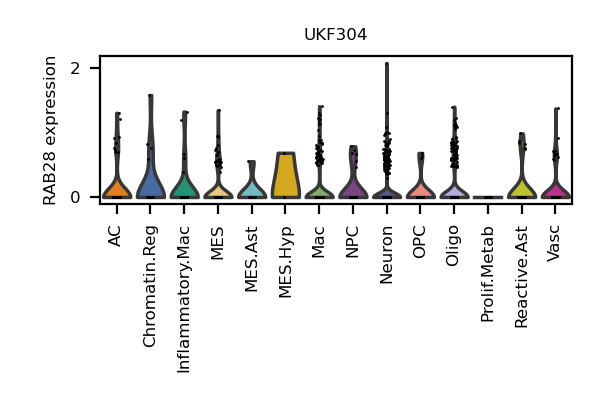 UKF304
RAB28 expression
2
0
AC
Chromatin.Reg
Inflammatory.Mac
MES
MES.Ast
MES.Hyp
Mac
NPC
Neuron
OPC
Oligo
Prolif.Metab
Reactive.Ast
Vasc